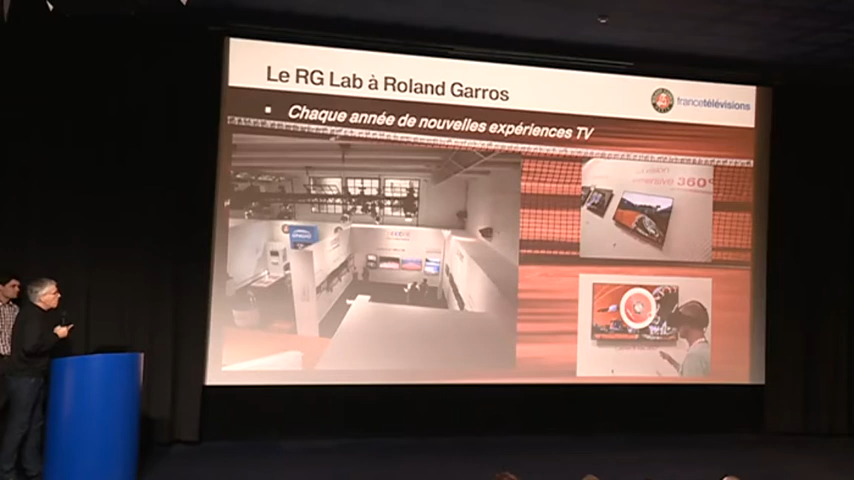 Le RG Lab à Roland Garros
francetélévisions
Chaque année de nouvelles expériences TV
360°